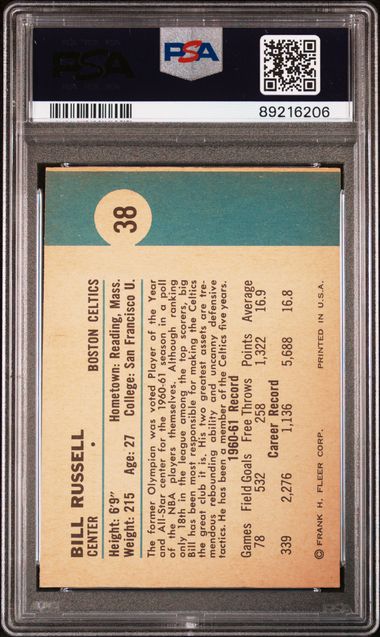 PSA
PSA
89216206
38
BILL RUSSELL
CENTER • BOSTON CELTICS
Height: 6'9" Hometown: Reading, Mass.
Weight: 215 Age: 27 College: San Francisco U.
The former Olympian was voted Player of the Year
and All-Star center for the 1960-61 season in a poll
of the NBA players themselves. Although ranking
only 18th in the league among the top scorers, big
Bill has been most responsible for making the Celtics
the great club it is. His two greatest assets are tre-
mendous rebounding ability and uncanny defensive
tactics. He has been a member of the Celtics five years.
1960-61 Record
Games Field Goals Free Throws Points Average
78 532 258 1,322 16.9
Career Record
339 2,276 1,136 5,688 16.8
© FRANK H. FLEER CORP. PRINTED IN U.S.A.